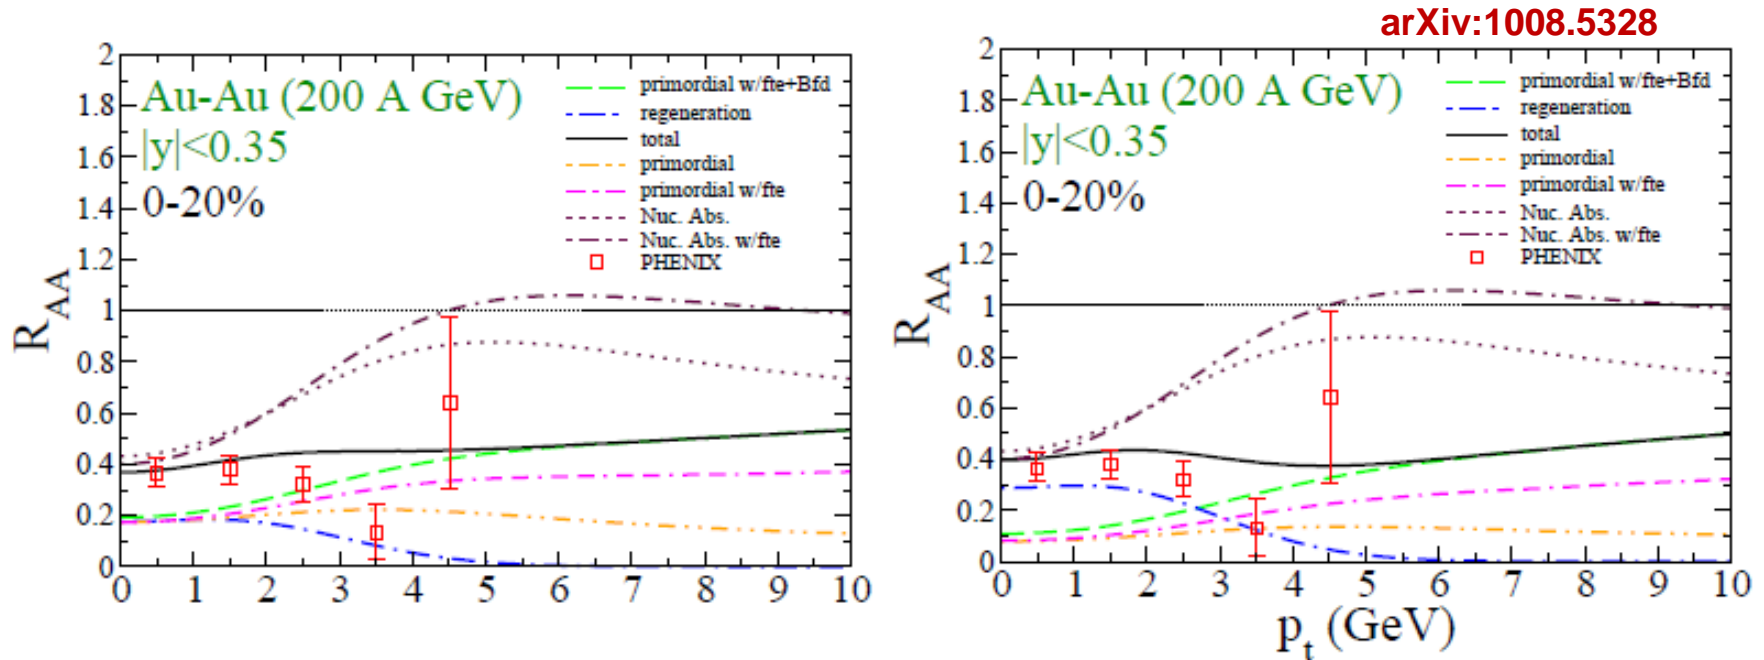 arXiv:1008.5328
2
1.8
1.6
1.4
1.2
1
0.8
0.6
0.4
0.2
0
R_AA
Au-Au (200 A GeV)
|y|<0.35
0-20%
primordial w/fte+Bfd
regeneration
total
primordial
primordial w/fte
Nuc. Abs.
Nuc. Abs. w/fte
PHENIX
0 1 2 3 4 5 6 7 8 9 10
2
1.8
1.6
1.4
1.2
1
0.8
0.6
0.4
0.2
0
R_AA
Au-Au (200 A GeV)
|y|<0.35
0-20%
primordial w/fte+Bfd
regeneration
total
primordial
primordial w/fte
Nuc. Abs.
Nuc. Abs. w/fte
PHENIX
0 1 2 3 4 5 6 7 8 9 10
p_t (GeV)